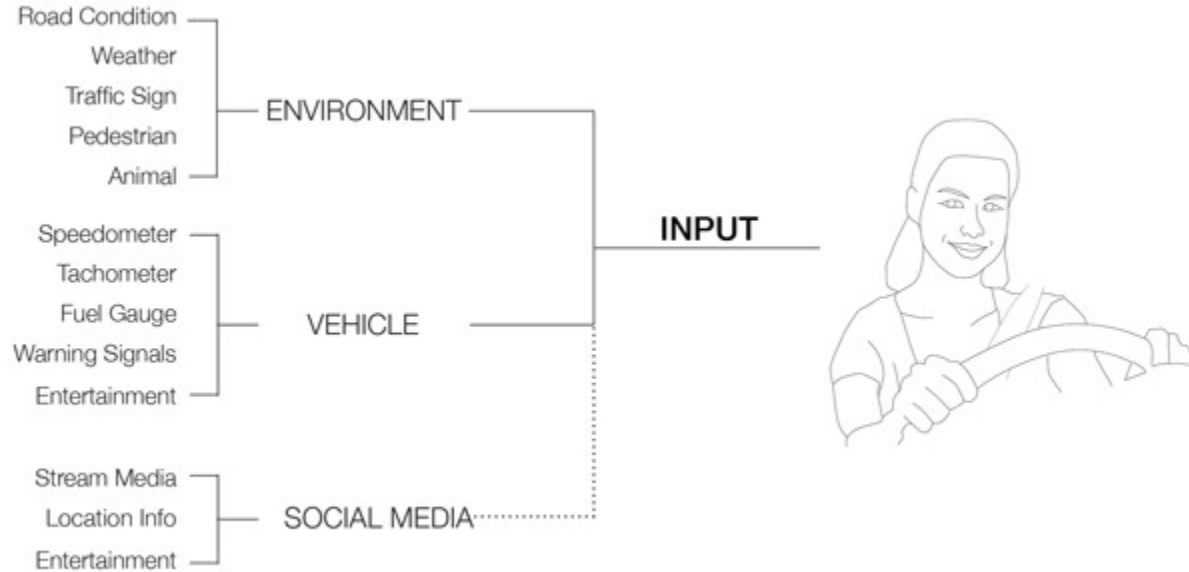 Road Condition
Weather
Traffic Sign
Pedestrian
Animal
ENVIRONMENT
Speedometer
Tachometer
Fuel Gauge
Warning Signals
Entertainment
VEHICLE
Stream Media
Location Info
Entertainment
SOCIAL MEDIA
INPUT